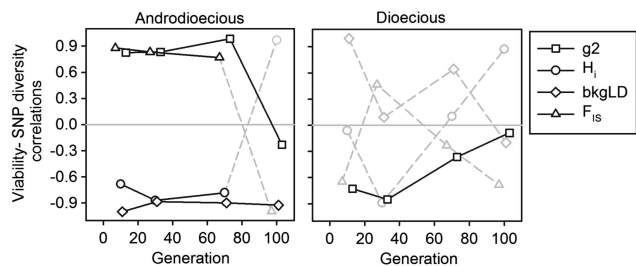 Androdioecious
Dioecious
Viability- SNP diversity
correlations
0.9
0.6
0.3
0.0
-0.3
-0.6
-0.9
0 20 40 60 80 100
0 20 40 60 80 100
Generation
Generation
g2
Hi
bkgLD
FIS